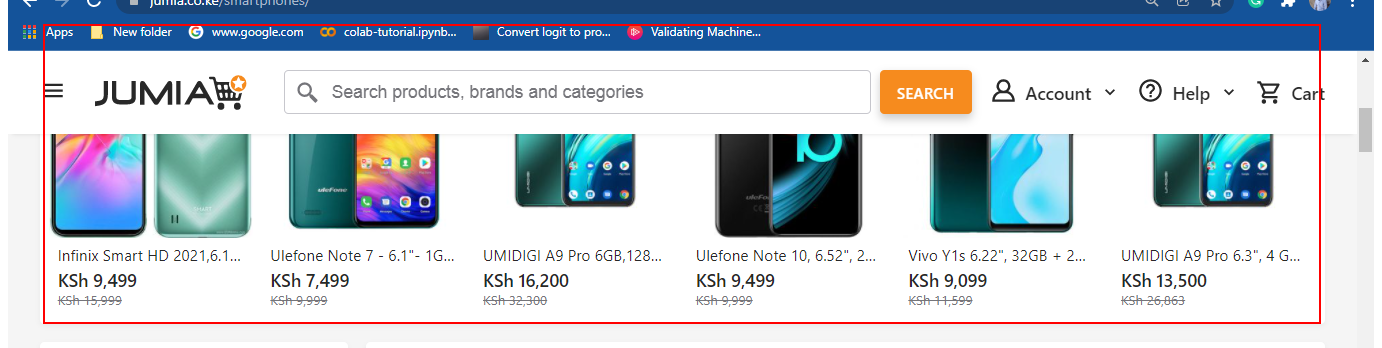 jumia.co.ke/smartphones/
Apps New folder www.google.com colab-tutorial.ipynb... Convert logit to pro... Validating Machine...
JUMIA Search products, brands and categories SEARCH Account Help Cart
ulefone
SMART
UMIDIGI
Infinix Smart HD 2021,6.1... Ulefone Note 7 - 6.1"- 1G... UMIDIGI A9 Pro 6GB,128... Ulefone Note 10, 6.52", 2... Vivo Y1s 6.22", 32GB + 2... UMIDIGI A9 Pro 6.3", 4 G...
KSh 9,499 KSh 7,499 KSh 16,200 KSh 9,499 KSh 9,099 KSh 13,500
KSh 15,999 KSh 9,999 KSh 32,300 KSh 9,999 KSh 11,599 KSh 26,863